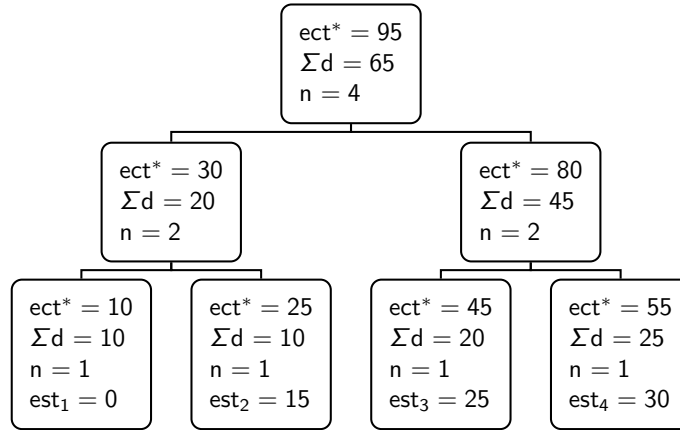 ect* = 95
Σd = 65
n = 4
ect* = 30
Σd = 20
n = 2
ect* = 80
Σd = 45
n = 2
ect* = 10
Σd = 10
n = 1
est₁ = 0
ect* = 25
Σd = 10
n = 1
est₂ = 15
ect* = 45
Σd = 20
n = 1
est₃ = 25
ect* = 55
Σd = 25
n = 1
est₄ = 30